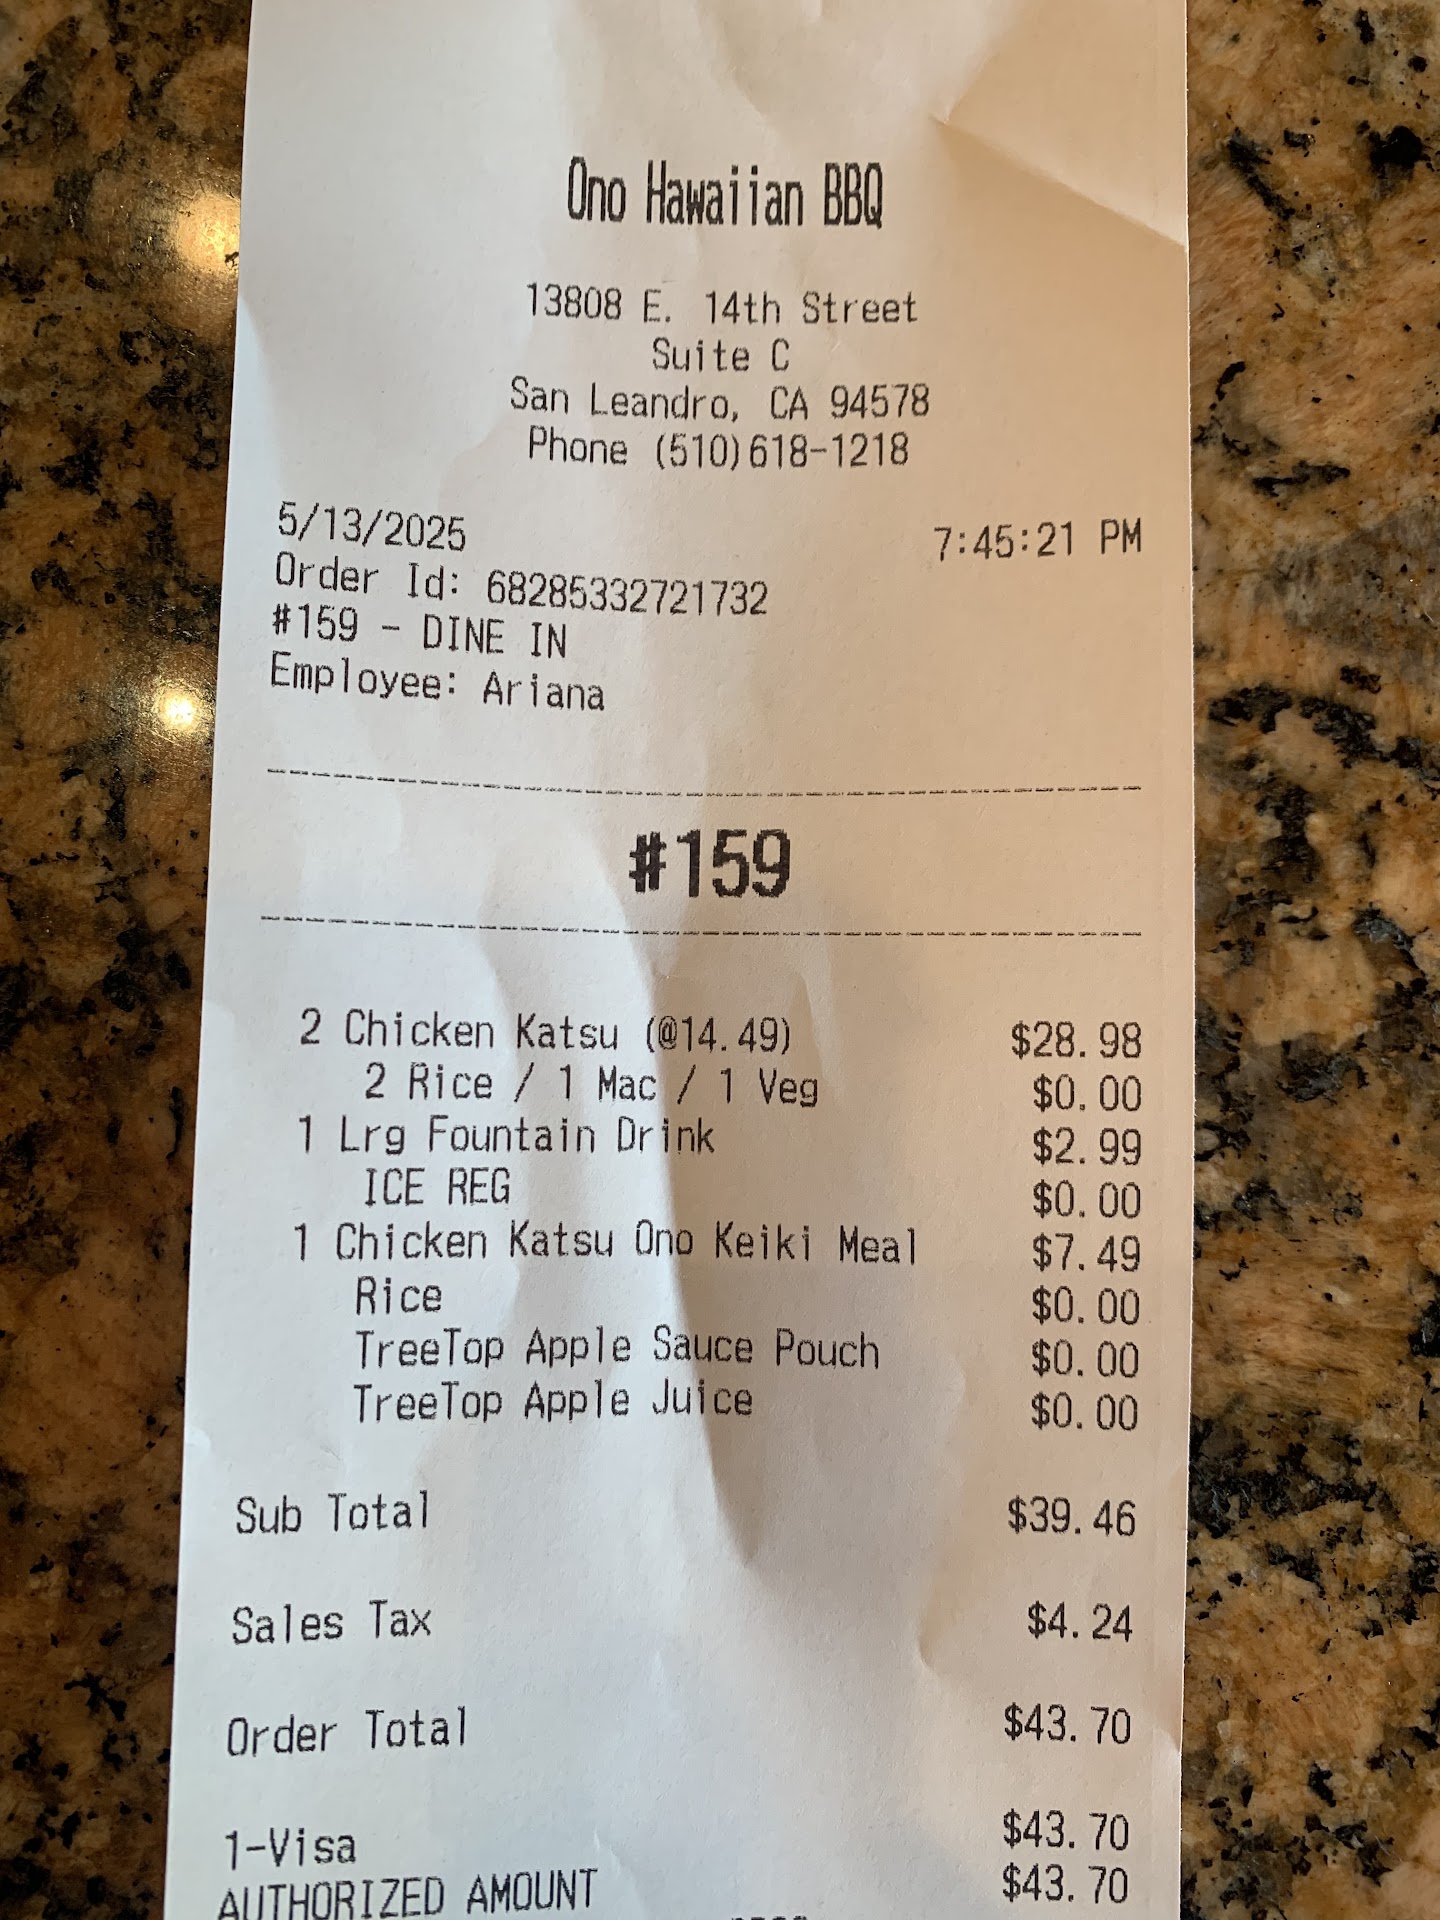 Ono Hawaiian BBQ
13808 E. 14th Street
Suite C
San Leandro, CA 94578
Phone (510)618-1218
5/13/2025 7:45:21 PM
Order Id: 68285332721732
#159 - DINE IN
Employee: Ariana
#159
2 Chicken Katsu (@14.49) $28.98
2 Rice / 1 Mac / 1 Veg $0.00
1 Lrg Fountain Drink $2.99
ICE REG $0.00
1 Chicken Katsu Ono Keiki Meal $7.49
Rice $0.00
TreeTop Apple Sauce Pouch $0.00
TreeTop Apple Juice $0.00
Sub Total $39.46
Sales Tax $4.24
Order Total $43.70
1-Visa $43.70
AUTHORIZED AMOUNT $43.70